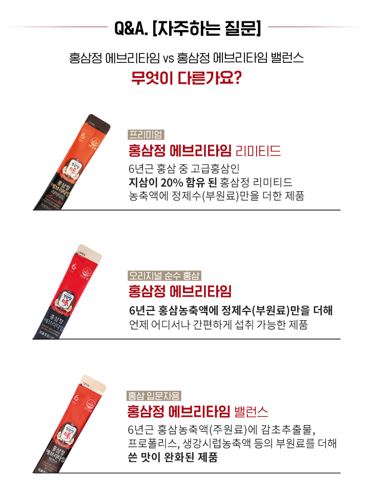 Q&A. [자주하는 질문]
홍삼정 에브리타임 vs 홍삼정 에브리타임 밸런스
무엇이 다른가요?
프리미엄
홍삼정 에브리타임 리미티드
6년근 홍삼 중 고급홍삼인
지삼이 20% 함유 된 홍삼정 리미티드
농축액에 정제수(부원료)만을 더한 제품
6
오리지널 순수 홍삼
홍삼정 에브리타임
6년근 홍삼농축액에 정제수(부원료)만을 더해
언제 어디서나 간편하게 섭취 가능한 제품
6
홍삼정
홍삼 입문자용
홍삼정 에브리타임 밸런스
6년근 홍삼농축액(주원료)에 감초추출물,
프로폴리스, 생강시럽농축액 등의 부원료를 더해
쓴 맛이 완화된 제품
6
홍삼정